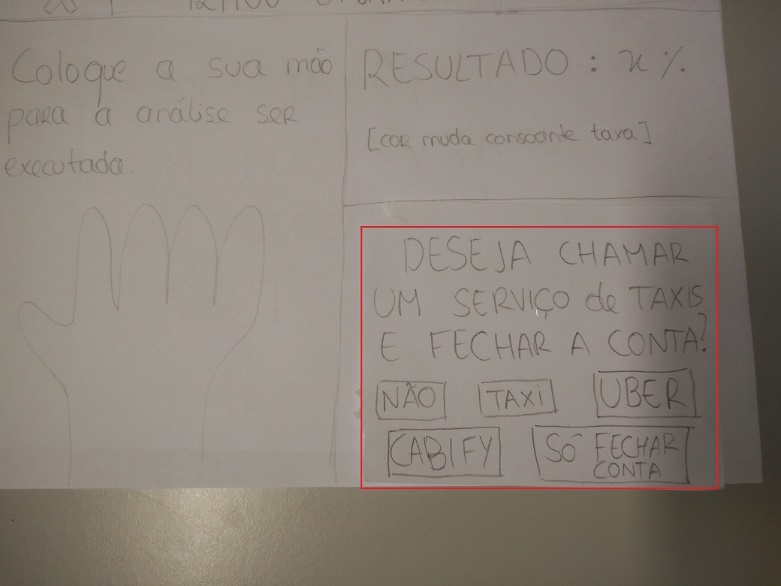 Coloque a sua mão
para a análise ser
executada.
RESULTADO : x %
[cor muda consoante taxa]
DESEJA CHAMAR
UM SERVIÇO de TAXIS
E FECHAR A CONTA?
NÃO
TAXI
UBER
CABIFY
SÓ FECHAR
CONTA